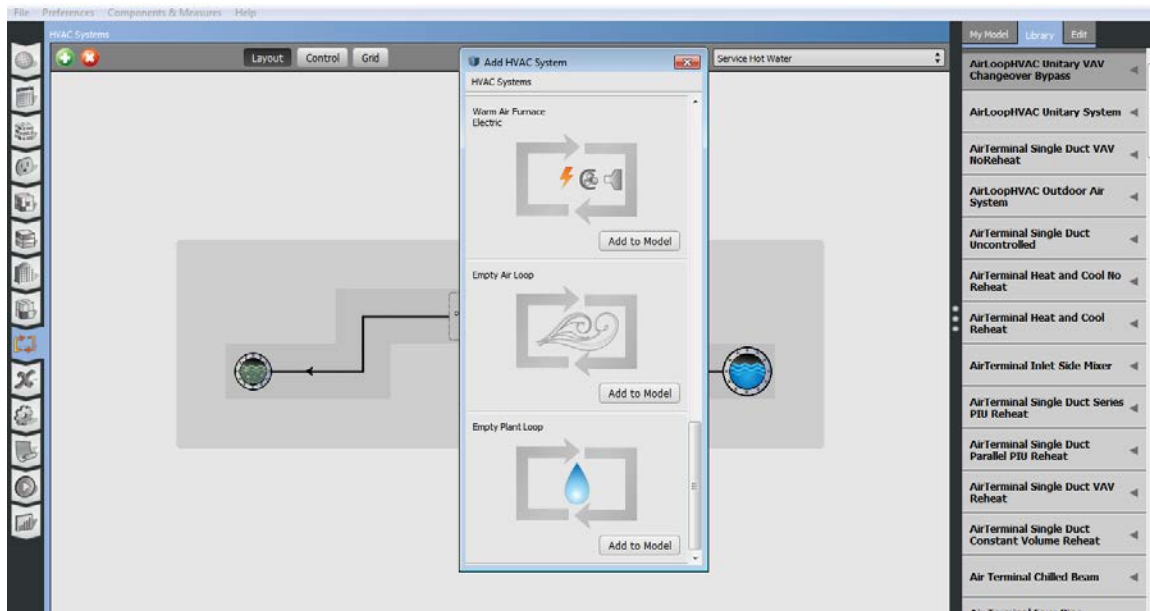 File Preferences Components & Measures Help
HVAC Systems
Layout Control Grid
Service Hot Water
Add HVAC System
HVAC Systems
Warm Air Furnace
Electric
Add to Model
Empty Air Loop
Add to Model
Empty Plant Loop
Add to Model
My Model Library Edit
AirLoopHVAC Unitary VAV
Changeover Bypass
AirLoopHVAC Unitary System
AirTerminal Single Duct VAV
NoReheat
AirLoopHVAC Outdoor Air
System
AirTerminal Single Duct
Uncontrolled
AirTerminal Heat and Cool No
Reheat
AirTerminal Heat and Cool
Reheat
AirTerminal Inlet Side Mixer
AirTerminal Single Duct Series
PIU Reheat
AirTerminal Single Duct
Parallel PIU Reheat
AirTerminal Single Duct VAV
Reheat
AirTerminal Single Duct
Constant Volume Reheat
Air Terminal Chilled Beam